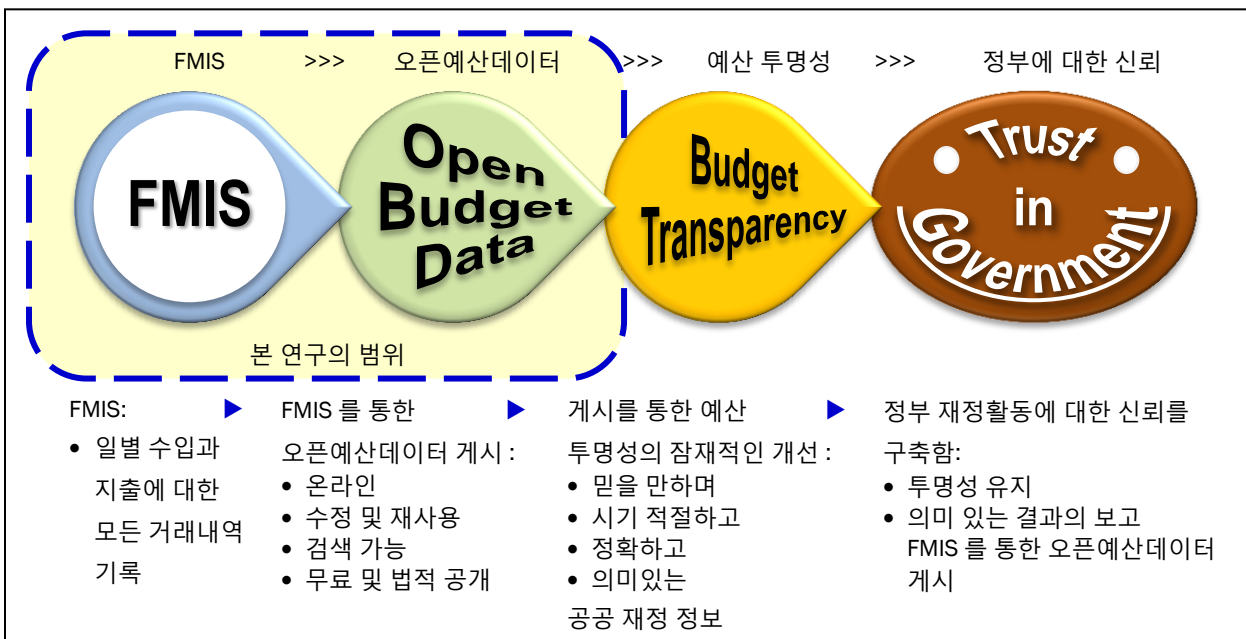 FMIS >>> 오픈예산데이터 >>> 예산 투명성 >>> 정부에 대한 신뢰
FMIS
Open
Budget
Data
Budget
Transparency
Trust
in
Government
본 연구의 범위
FMIS:
• 일별 수입과
지출에 대한
모든 거래내역
기록
FMIS 를 통한
오픈예산데이터 게시 :
• 온라인
• 수정 및 재사용
• 검색 가능
• 무료 및 법적 공개
게시를 통한 예산
투명성의 잠재적인 개선 :
• 믿을 만하며
• 시기 적절하고
• 정확하고
• 의미있는
공공 재정 정보
정부 재정활동에 대한 신뢰를
구축함:
• 투명성 유지
• 의미 있는 결과의 보고
FMIS 를 통한 오픈예산데이터
게시